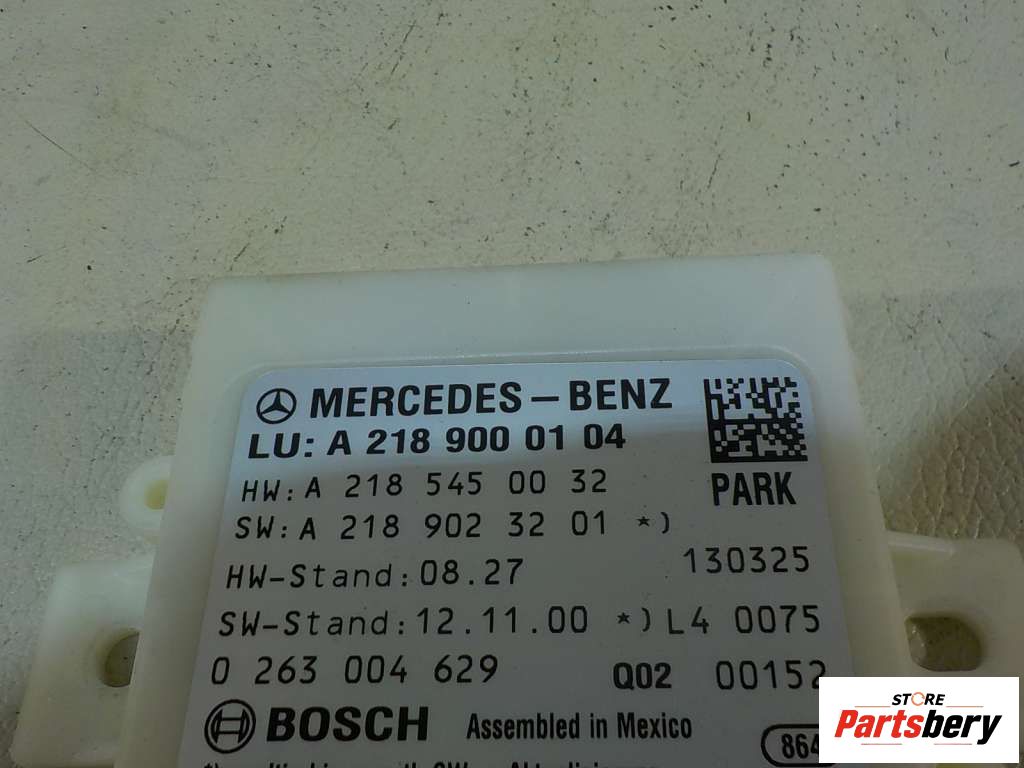 MERCEDES-BENZ
LU: A 218 900 01 04
HW: A 218 545 00 32
PARK
SW: A 218 902 32 01 *)
HW-Stand: 08.27 130325
SW-Stand: 12.11.00 *) L4 0075
0 263 004 629 Q02 00152
BOSCH Assembled in Mexico
864
STORE
Partsbery